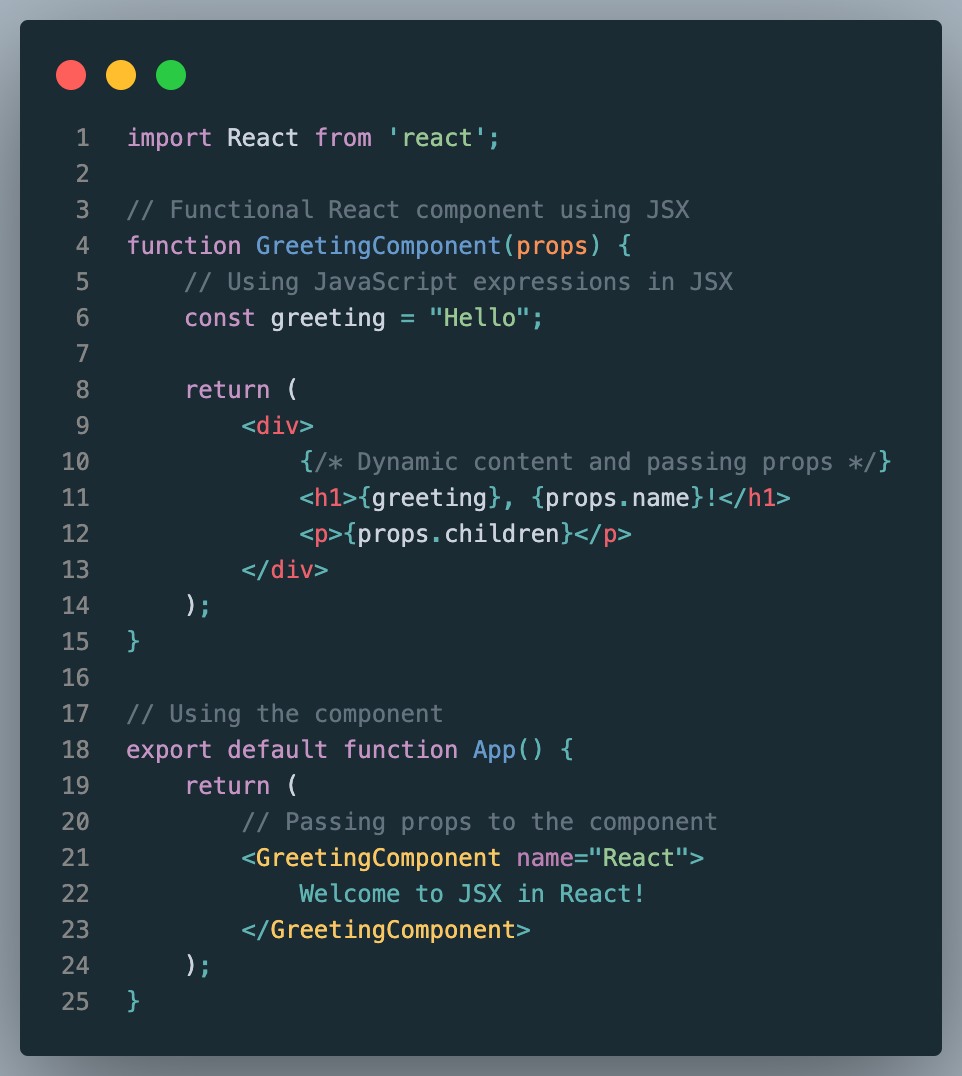 1 import React from 'react';
2
3 // Functional React component using JSX
4 function GreetingComponent(props) {
5     // Using JavaScript expressions in JSX
6     const greeting = "Hello";
7
8     return (
9         <div>
10             {/* Dynamic content and passing props */}
11             <h1>{greeting}, {props.name}!</h1>
12             <p>{props.children}</p>
13         </div>
14     );
15 }
16
17 // Using the component
18 export default function App() {
19     return (
20         // Passing props to the component
21         <GreetingComponent name="React">
22             Welcome to JSX in React!
23         </GreetingComponent>
24     );
25 }